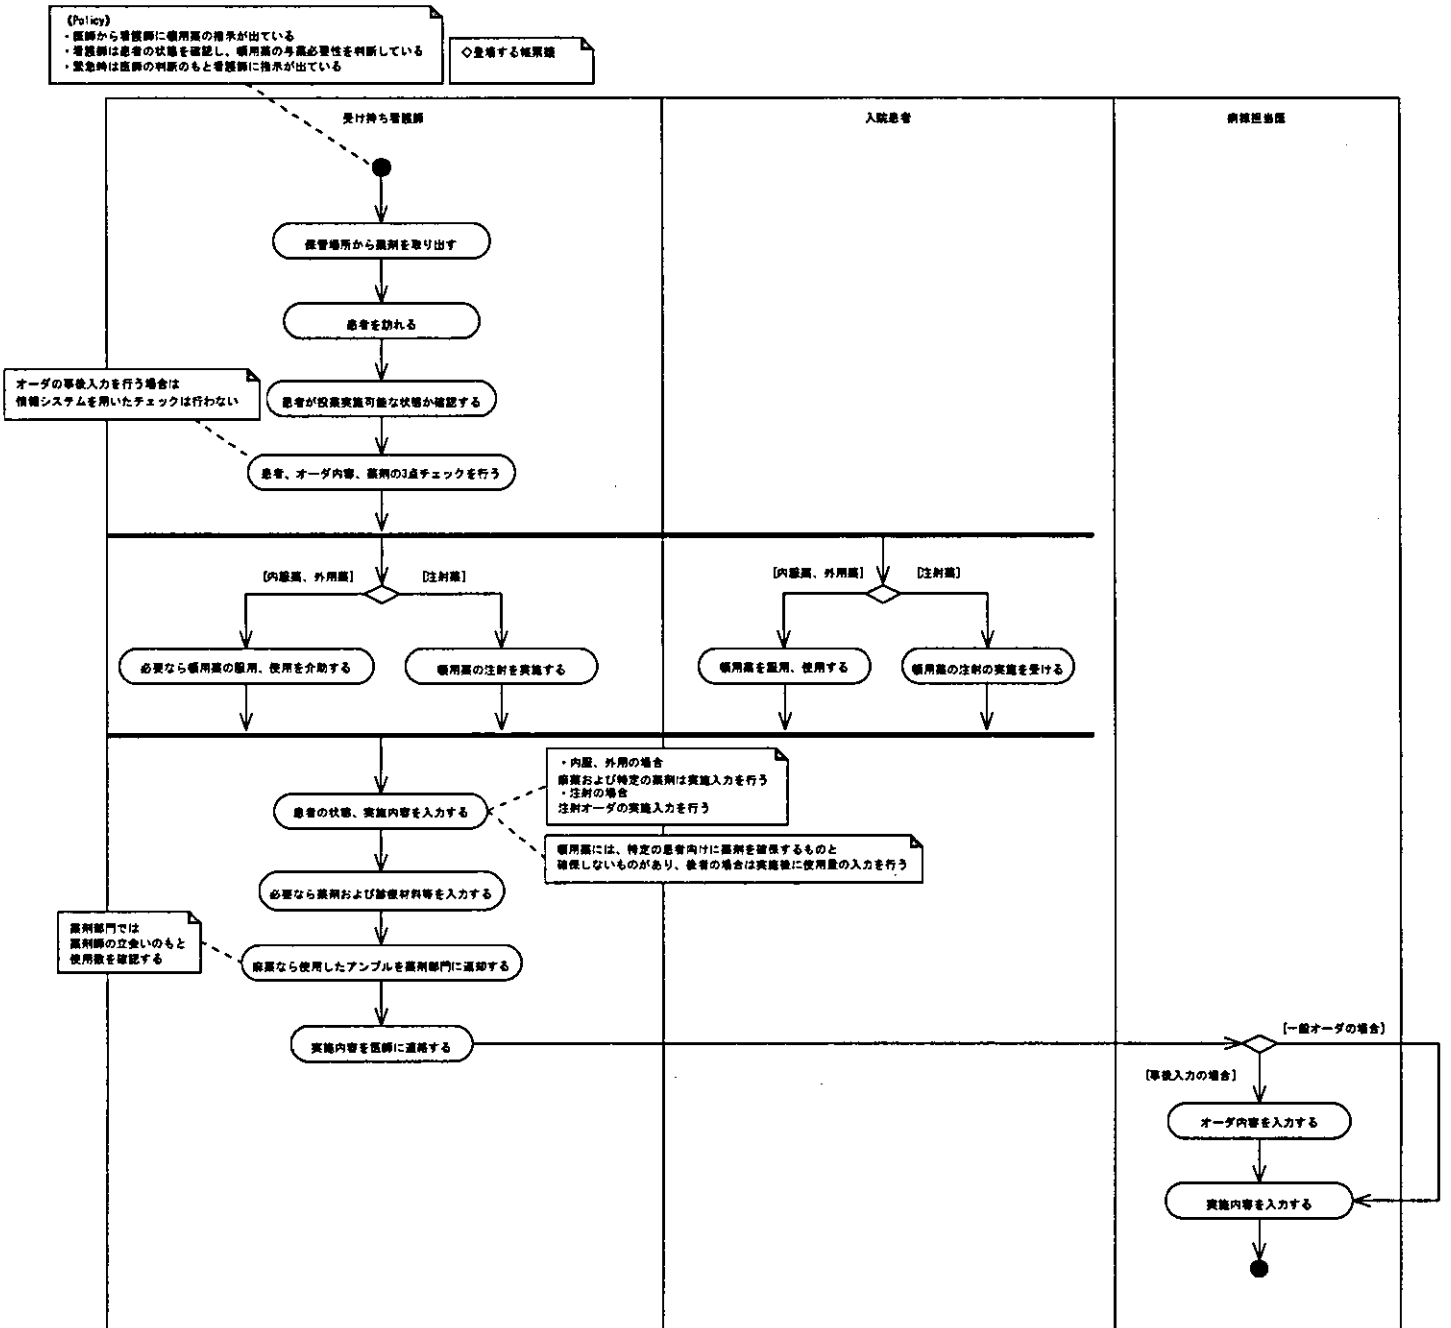 《Policy》
・医師から看護師に頓用薬の指示が出ている
・看護師は患者の状態を確認し、頓用薬の与薬必要性を判断している
・緊急時は医師の判断のもと看護師に指示が出ている
◇登場する帳票類
受け持ち看護師
入院患者
病棟担当医
保管場所から薬剤を取り出す
患者を訪れる
オーダの事後入力を行う場合は
情報システムを用いたチェックは行わない
患者が投薬実施可能な状態か確認する
患者、オーダ内容、薬剤の3点チェックを行う
[内服薬、外用薬]
[注射薬]
[内服薬、外用薬]
[注射薬]
必要なら頓用薬の服用、使用を介助する
頓用薬の注射を実施する
頓用薬を服用、使用する
頓用薬の注射の実施を受ける
・内服、外用の場合
麻薬および特定の薬剤は実施入力を行う
・注射の場合
注射オーダの実施入力を行う
患者の状態、実施内容を入力する
頓用薬には、特定の患者向けに薬剤を確保するものと
確保しないものがあり、後者の場合は実施後に使用量の入力を行う
必要なら薬剤および診療材料等を入力する
薬剤部門では
薬剤師の立会いのもと
使用数を確認する
麻薬なら使用したアンプルを薬剤部門に返却する
実施内容を医師に連絡する
[一般オーダの場合]
[事後入力の場合]
オーダ内容を入力する
実施内容を入力する